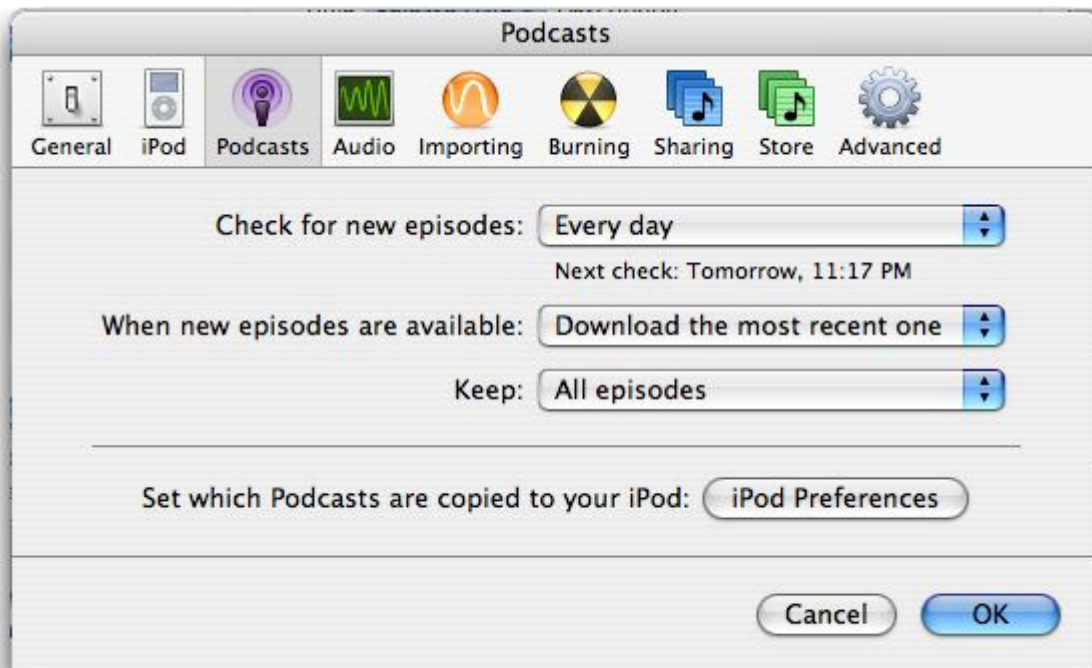 Podcasts
General iPod Podcasts Audio Importing Burning Sharing Store Advanced
Check for new episodes: Every day
Next check: Tomorrow, 11:17 PM
When new episodes are available: Download the most recent one
Keep: All episodes
Set which Podcasts are copied to your iPod: iPod Preferences
Cancel OK